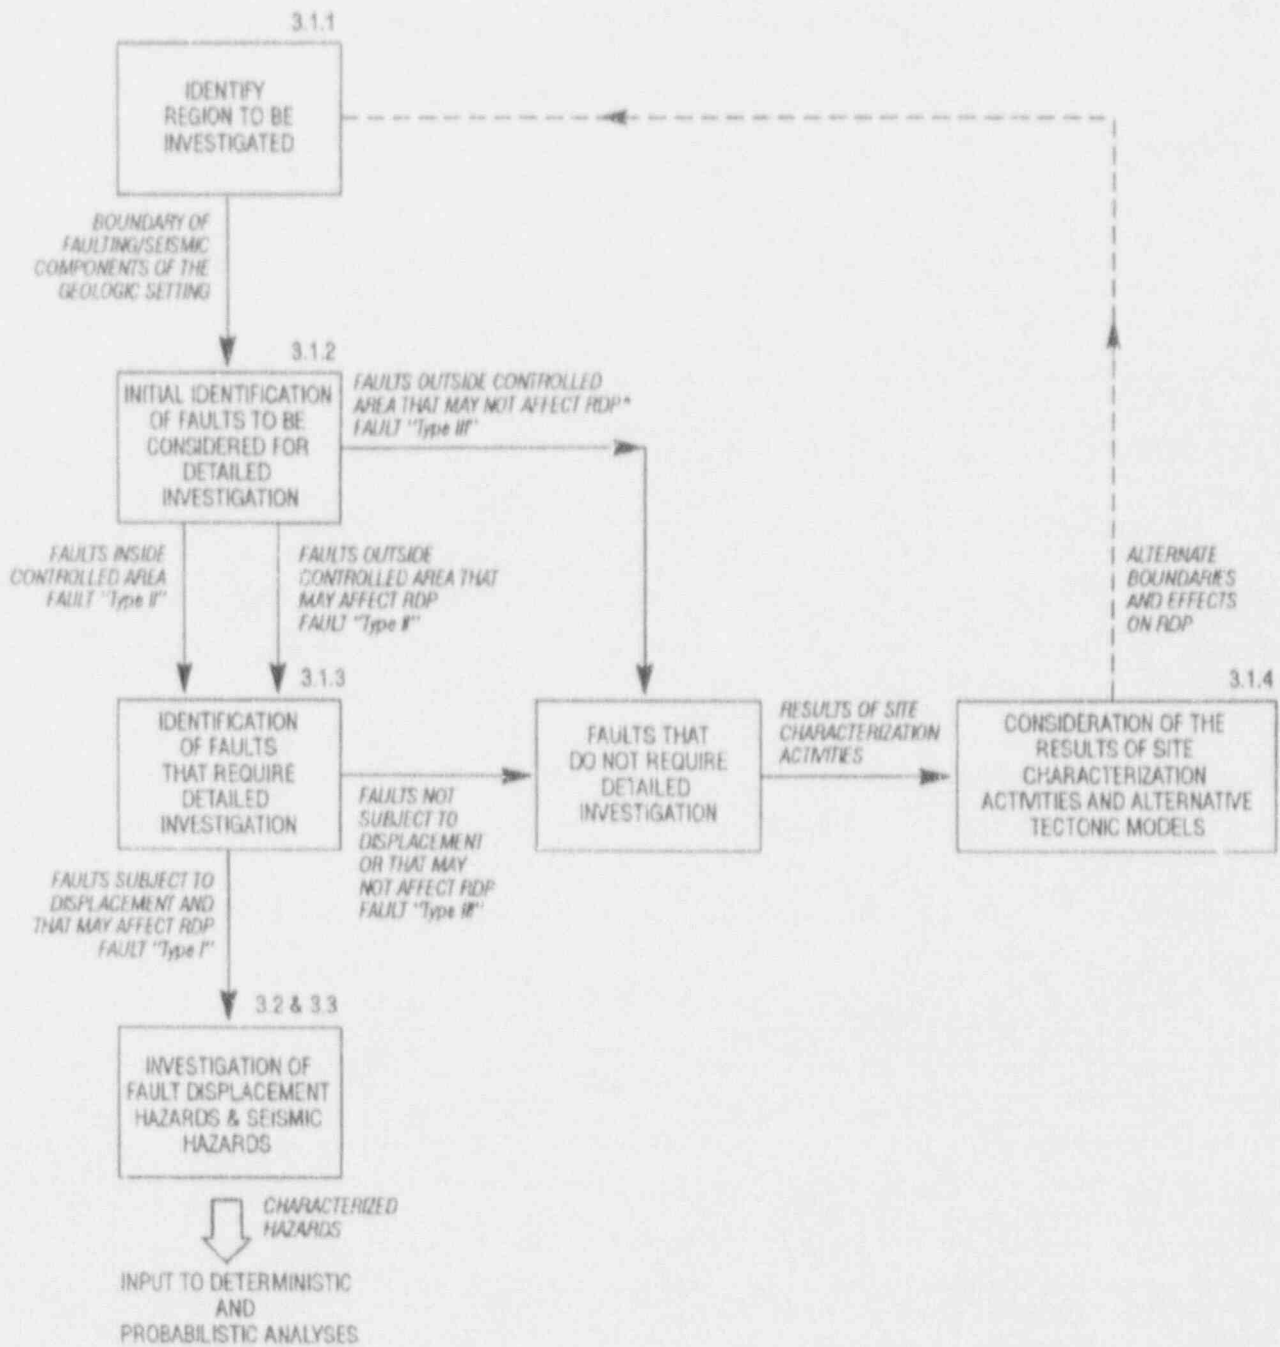 3.1.1
IDENTIFY
REGION TO BE
INVESTIGATED
BOUNDARY OF
FAULTING/SEISMIC
COMPONENTS OF THE
GEOLOGIC SETTING
3.1.2
INITIAL IDENTIFICATION
OF FAULTS TO BE
CONSIDERED FOR
DETAILED
INVESTIGATION
FAULTS OUTSIDE CONTROLLED
AREA THAT MAY NOT AFFECT RDP*
FAULT "Type III"
FAULTS INSIDE
CONTROLLED AREA
FAULT "Type II"
FAULTS OUTSIDE
CONTROLLED AREA THAT
MAY AFFECT RDP
FAULT "Type II"
ALTERNATE
BOUNDARIES
AND EFFECTS
ON RDP
3.1.3
IDENTIFICATION
OF FAULTS
THAT REQUIRE
DETAILED
INVESTIGATION
FAULTS NOT
SUBJECT TO
DISPLACEMENT
OR THAT MAY
NOT AFFECT RDP
FAULT "Type III"
FAULTS THAT
DO NOT REQUIRE
DETAILED
INVESTIGATION
RESULTS OF SITE
CHARACTERIZATION
ACTIVITIES
3.1.4
CONSIDERATION OF THE
RESULTS OF SITE
CHARACTERIZATION
ACTIVITIES AND ALTERNATIVE
TECTONIC MODELS
FAULTS SUBJECT TO
DISPLACEMENT AND
THAT MAY AFFECT RDP
FAULT "Type I"
3.2 & 3.3
INVESTIGATION OF
FAULT DISPLACEMENT
HAZARDS & SEISMIC
HAZARDS
CHARACTERIZED
HAZARDS
INPUT TO DETERMINISTIC
AND
PROBABILISTIC ANALYSES